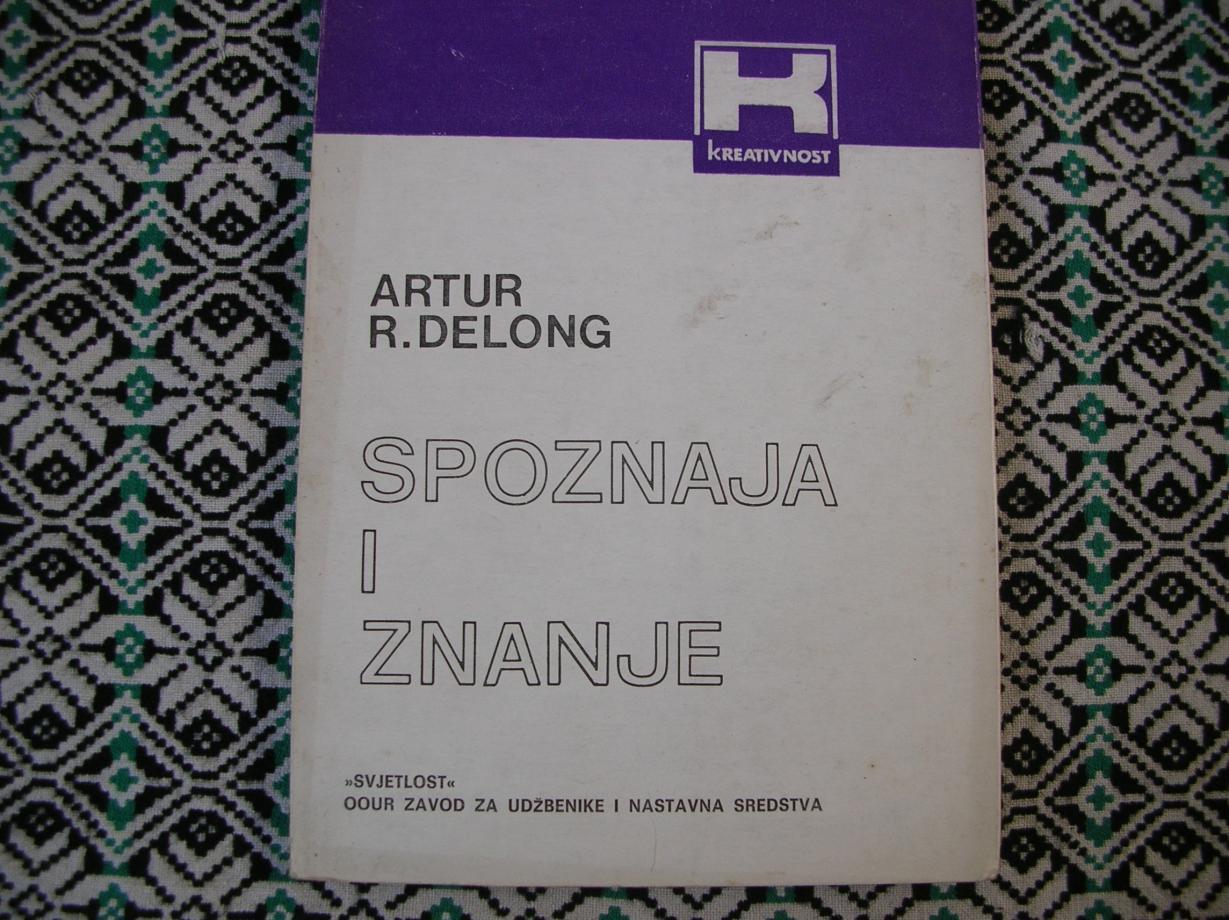 K
KREATIVNOST
ARTUR
R. DELONG
SPOZNAJA
I
ZNANJE
»SVJETLOST«
OOUR ZAVOD ZA UDŽBENIKE I NASTAVNA SREDSTVA